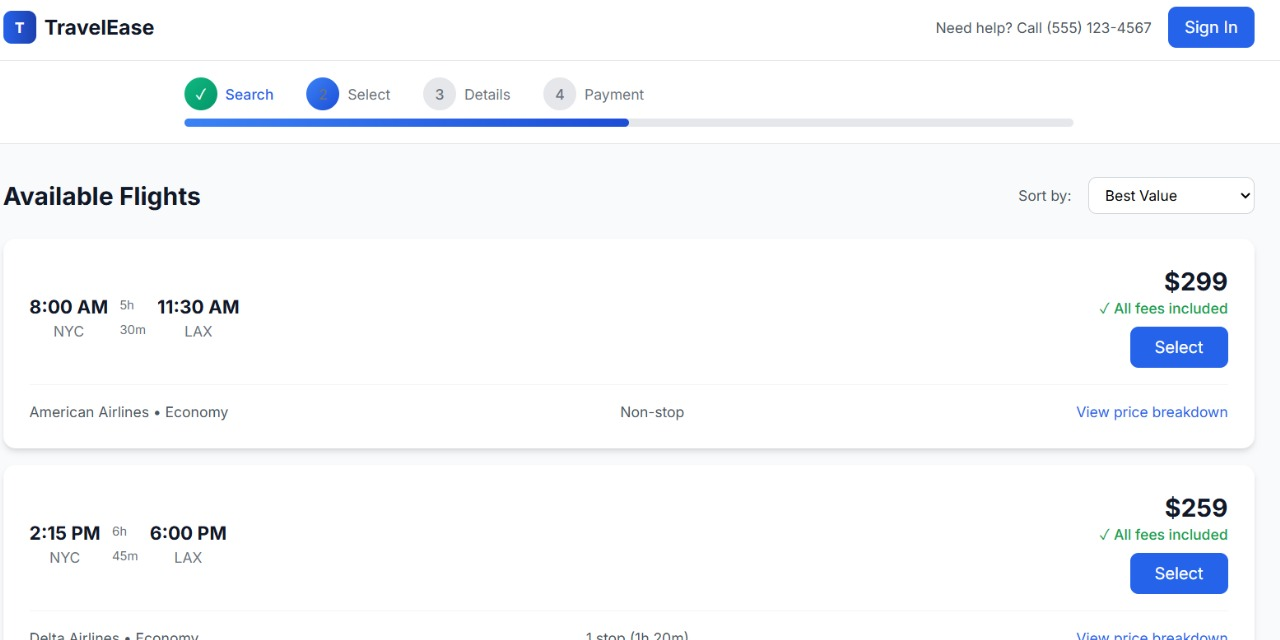 T TravelEase
Need help? Call (555) 123-4567
Sign In
✓ Search
2 Select
3 Details
4 Payment
Available Flights
Sort by: Best Value
8:00 AM 5h 30m 11:30 AM
NYC LAX
$299
✓ All fees included
Select
American Airlines • Economy
Non-stop
View price breakdown
2:15 PM 6h 45m 6:00 PM
NYC LAX
$259
✓ All fees included
Select
Delta Airlines • Economy
1 stop (1h 20m)
View price breakdown